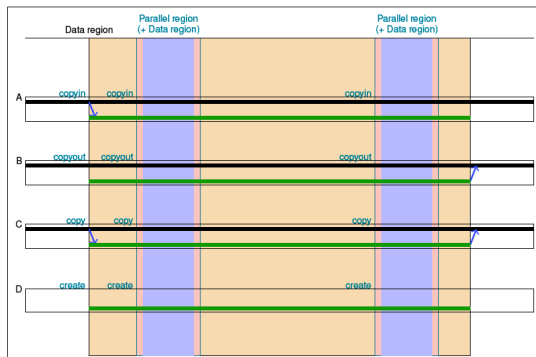 Parallel region
(+ Data region)
Parallel region
(+ Data region)
Data region
copyin copyin copyin
A
copyout copyout copyout
B
copy copy copy
C
create create create
D